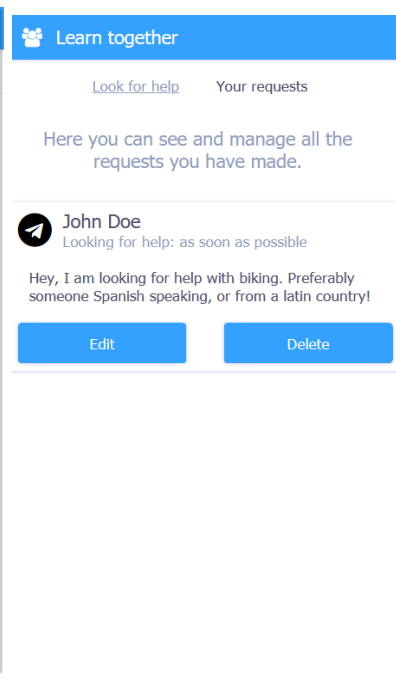 Learn together
Look for help Your requests
Here you can see and manage all the
requests you have made.
John Doe
Looking for help: as soon as possible
Hey, I am looking for help with biking. Preferably
someone Spanish speaking, or from a latin country!
Edit Delete